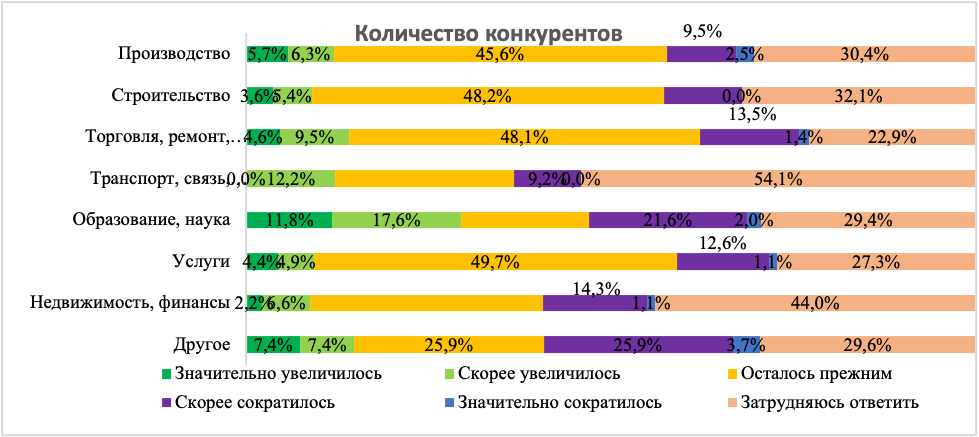 Количество конкурентов
9,5%
Производство 5,7% 6,3% 45,6% 2,5% 30,4%
Строительство 3,6% 5,4% 48,2% 0,0% 32,1%
13,5%
Торговля, ремонт,… 4,6% 9,5% 48,1% 1,4% 22,9%
Транспорт, связь,… 0,0% 12,2% 9,2% 0,0% 54,1%
Образование, наука 11,8% 17,6% 21,6% 2,0% 29,4%
12,6%
Услуги 4,4% 4,9% 49,7% 1,1% 27,3%
14,3%
Недвижимость, финансы 2,2% 6,6% 1,1% 44,0%
Другое 7,4% 7,4% 25,9% 25,9% 3,7% 29,6%
Значительно увеличилось Скорее увеличилось Осталось прежним
Скорее сократилось Значительно сократилось Затрудняюсь ответить